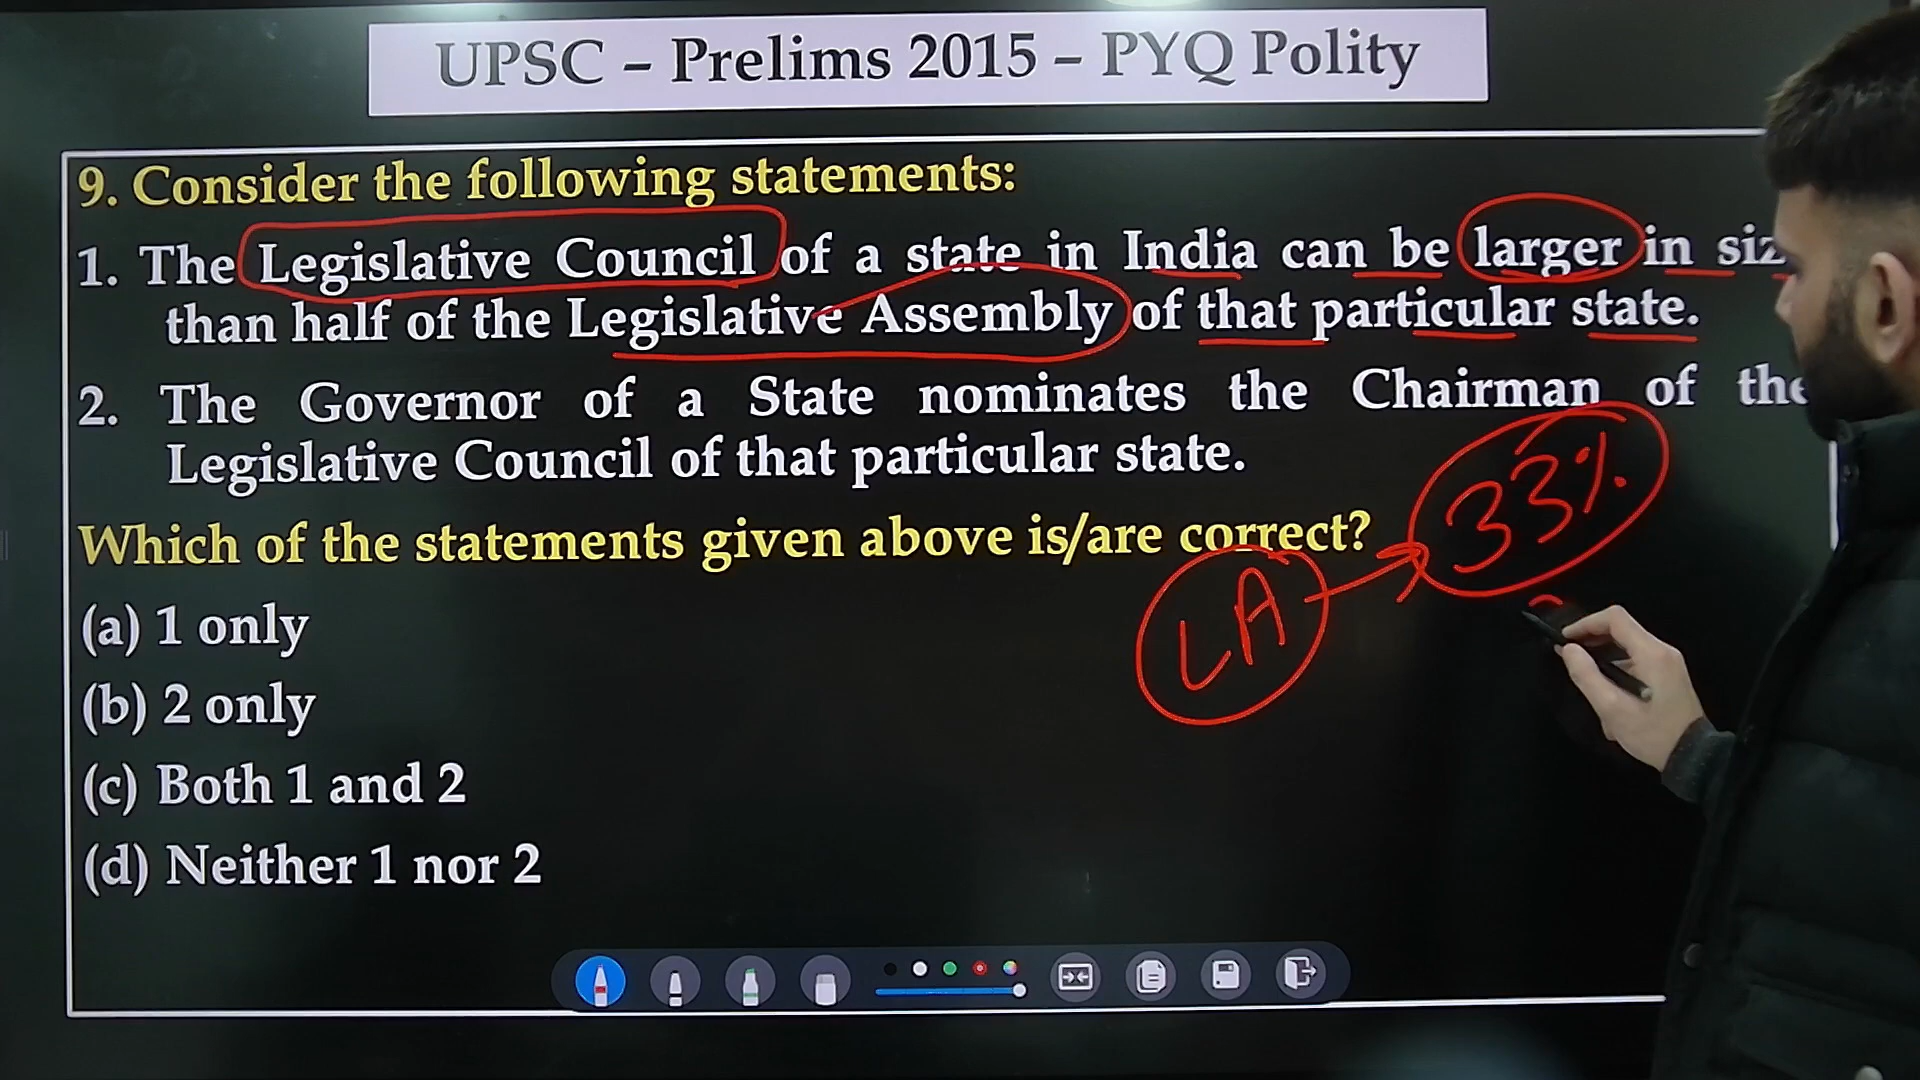 UPSC – Prelims 2015 – PYQ Polity
9. Consider the following statements:
1. The Legislative Council of a state in India can be larger in siz
than half of the Legislative Assembly of that particular state.
2. The Governor of a State nominates the Chairman of the
Legislative Council of that particular state.
33%
Which of the statements given above is/are correct?
LA
(a) 1 only
(b) 2 only
(c) Both 1 and 2
(d) Neither 1 nor 2